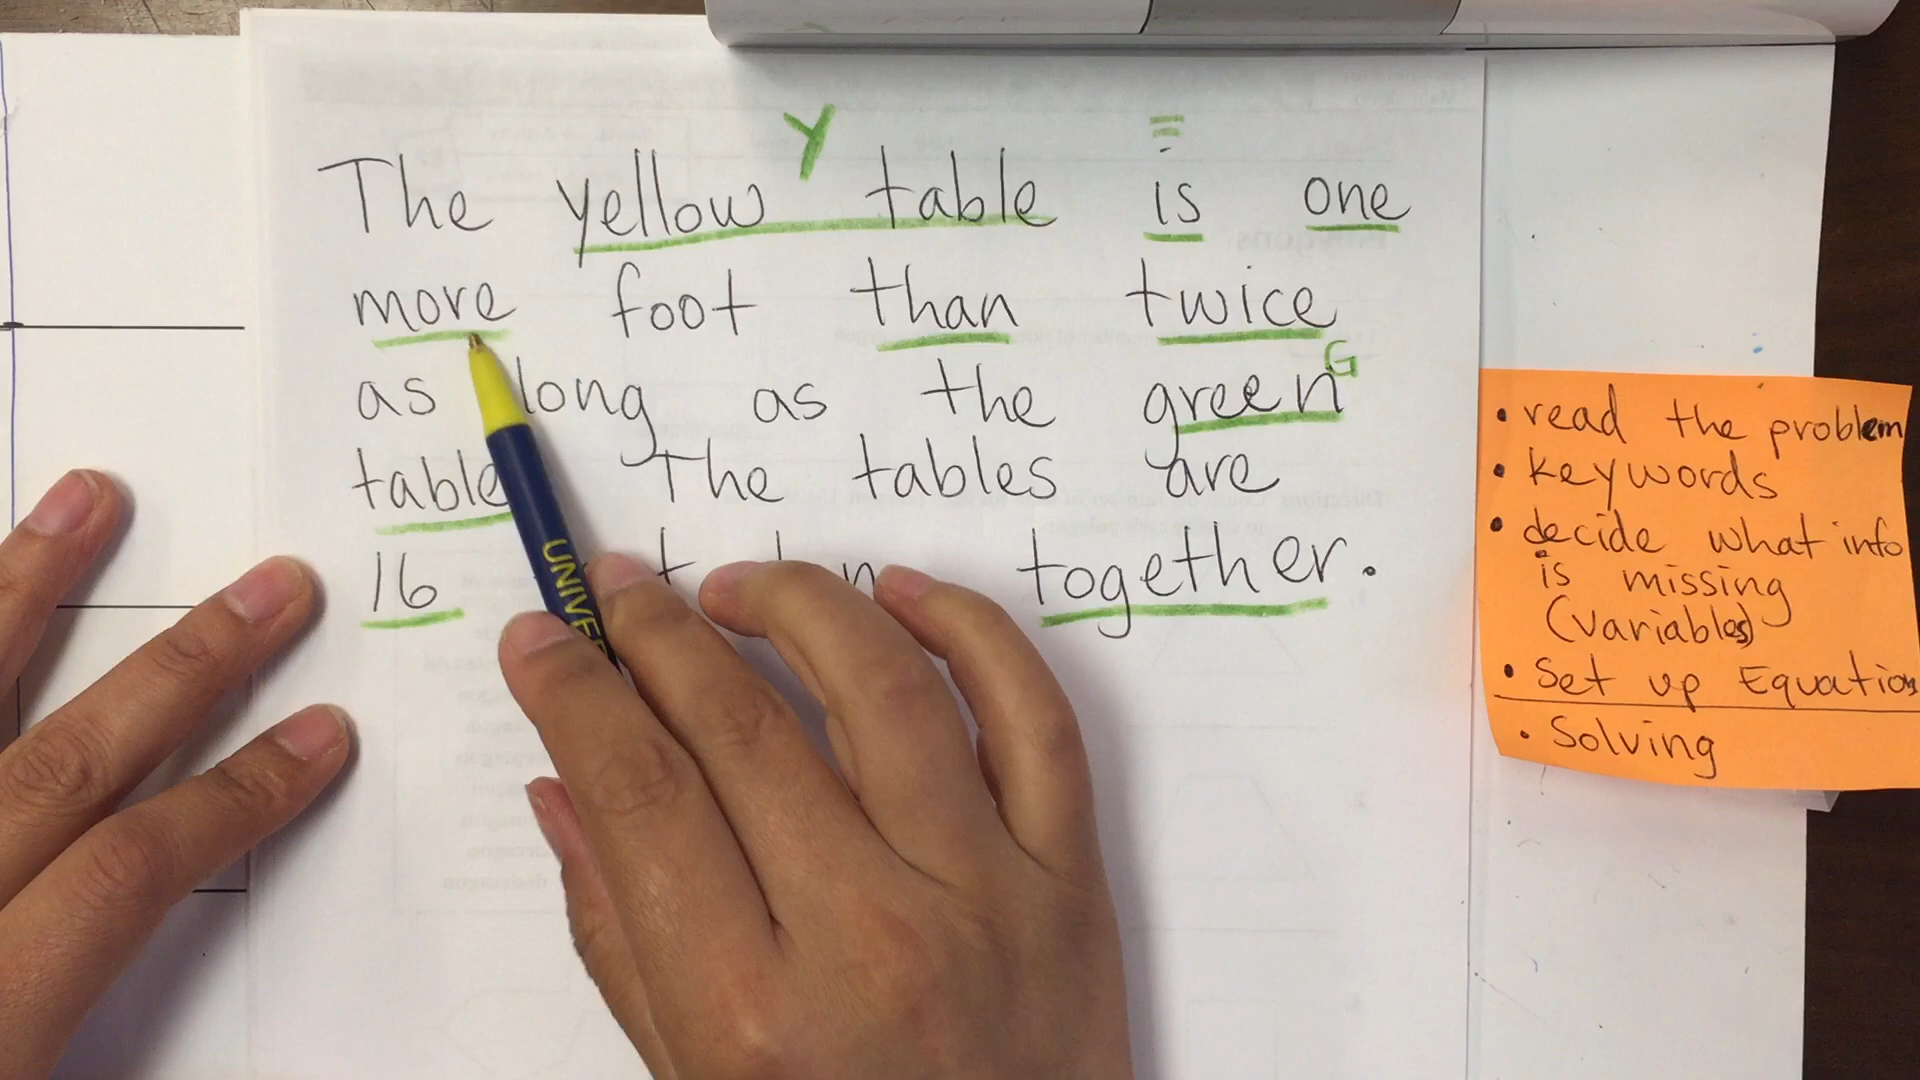 Y =
The yellow table is one
more foot than twice
G
as long as the green
table The tables are
16 together.
UNIVE
• read the problem
• keywords
• decide what info
is missing
(variables)
• Set up Equations
• Solving